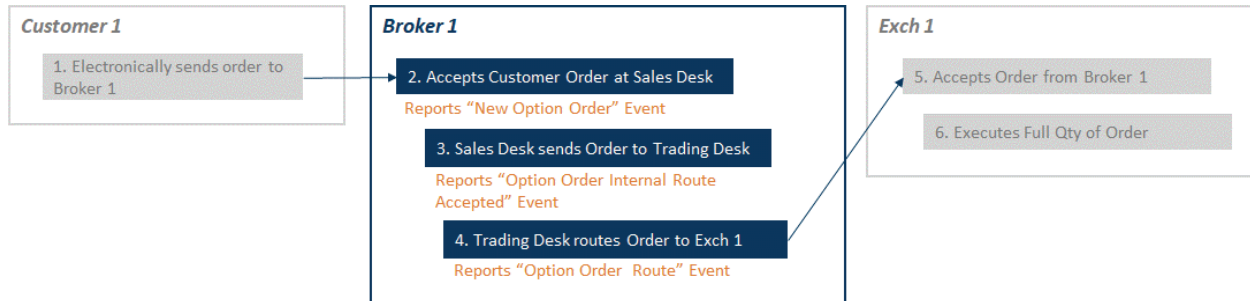 Customer 1
1. Electronically sends order to
Broker 1
Broker 1
2. Accepts Customer Order at Sales Desk
Reports “New Option Order” Event
3. Sales Desk sends Order to Trading Desk
Reports “Option Order Internal Route
Accepted” Event
4. Trading Desk routes Order to Exch 1
Reports “Option Order Route” Event
Exch 1
5. Accepts Order from Broker 1
6. Executes Full Qty of Order